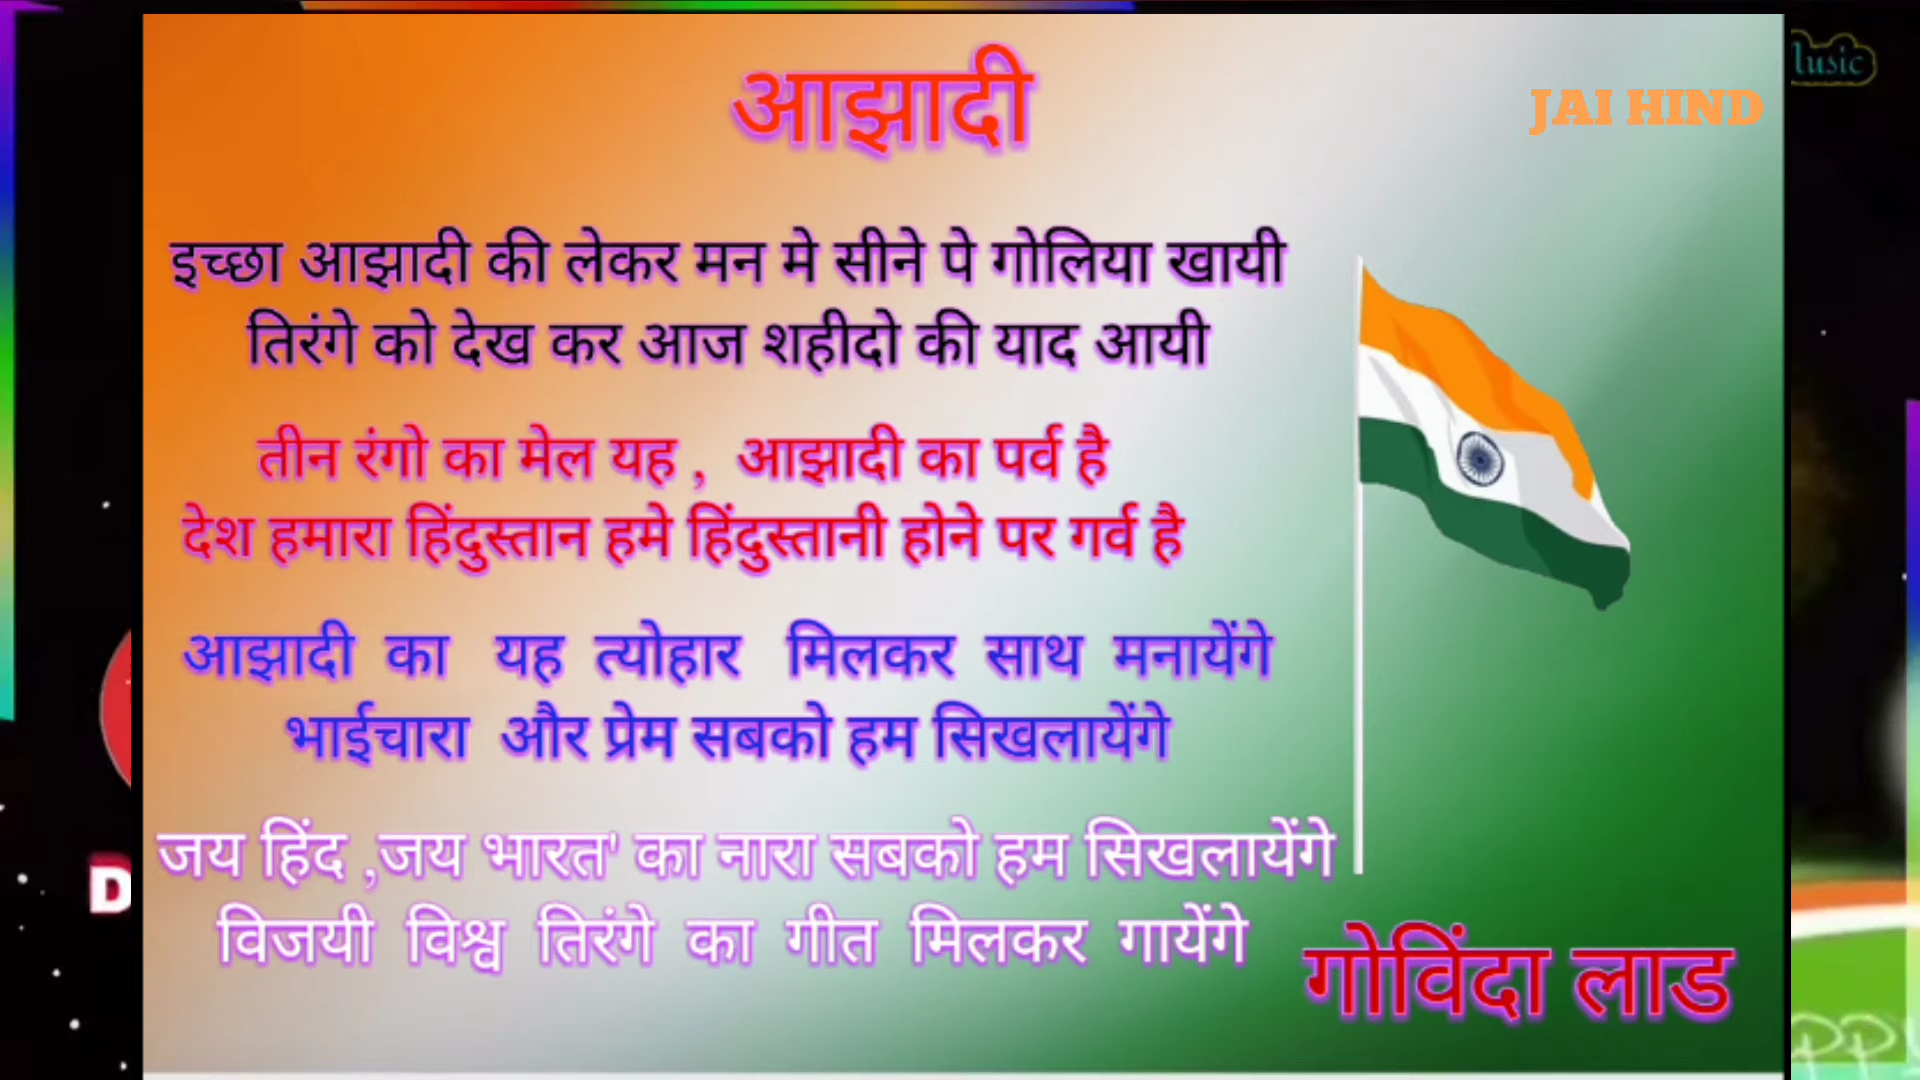 आझादी
JAI HIND
इच्छा आझादी की लेकर मन मे सीने पे गोलिया खायी
तिरंगे को देख कर आज शहीदो की याद आयी
तीन रंगो का मेल यह , आझादी का पर्व है
देश हमारा हिंदुस्तान हमे हिंदुस्तानी होने पर गर्व है
आझादी का यह त्योहार मिलकर साथ मनायेंगे
भाईचारा और प्रेम सबको हम सिखलायेंगे
जय हिंद ,जय भारत' का नारा सबको हम सिखलायेंगे
विजयी विश्व तिरंगे का गीत मिलकर गायेंगे
गोविंदा लाड